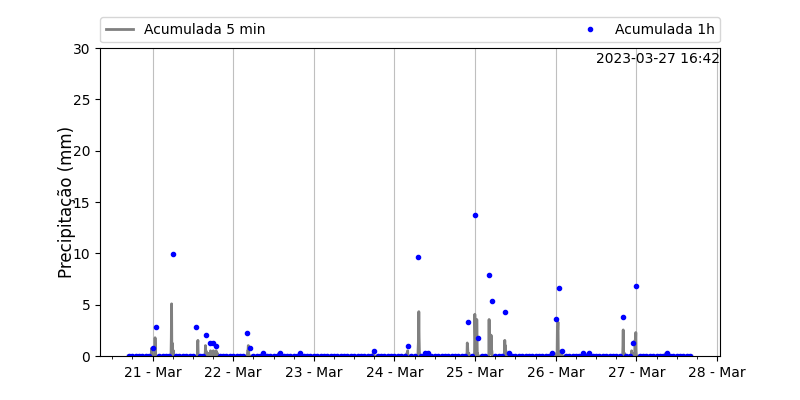 Acumulada 5 min
Acumulada 1h
2023-03-27 16:42
Precipitação (mm)
30
25
20
15
10
5
0
21 - Mar
22 - Mar
23 - Mar
24 - Mar
25 - Mar
26 - Mar
27 - Mar
28 - Mar